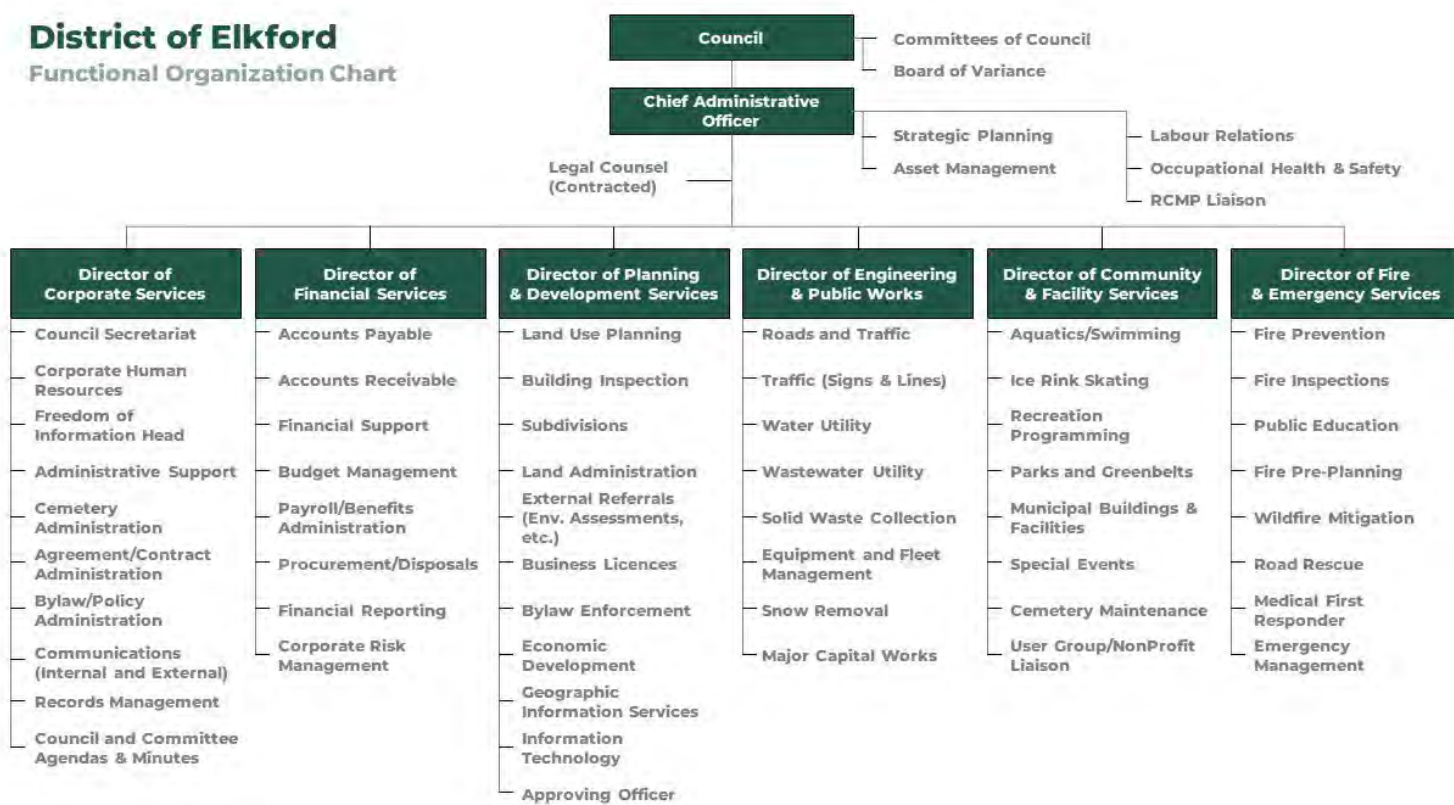 District of Elkford
Functional Organization Chart
Council
Committees of Council
Board of Variance
Chief Administrative
Officer
Strategic Planning
Asset Management
Labour Relations
Occupational Health & Safety
RCMP Liaison
Legal Counsel
(Contracted)
Director of
Corporate Services
Council Secretariat
Corporate Human
Resources
Freedom of
Information Head
Administrative Support
Cemetery
Administration
Agreement/Contract
Administration
Bylaw/Policy
Administration
Communications
(Internal and External)
Records Management
Council and Committee
Agendas & Minutes
Director of
Financial Services
Accounts Payable
Accounts Receivable
Financial Support
Budget Management
Payroll/Benefits
Administration
Procurement/Disposals
Financial Reporting
Corporate Risk
Management
Director of Planning
& Development Services
Land Use Planning
Building Inspection
Subdivisions
Land Administration
External Referrals
(Env. Assessments,
etc.)
Business Licences
Bylaw Enforcement
Economic
Development
Geographic
Information Services
Information
Technology
Approving Officer
Director of Engineering
& Public Works
Roads and Traffic
Traffic (Signs & Lines)
Water Utility
Wastewater Utility
Solid Waste Collection
Equipment and Fleet
Management
Snow Removal
Major Capital Works
Director of Community
& Facility Services
Aquatics/Swimming
Ice Rink Skating
Recreation
Programming
Parks and Greenbelts
Municipal Buildings &
Facilities
Special Events
Cemetery Maintenance
User Group/NonProfit
Liaison
Director of Fire
& Emergency Services
Fire Prevention
Fire Inspections
Public Education
Fire Pre-Planning
Wildfire Mitigation
Road Rescue
Medical First
Responder
Emergency
Management